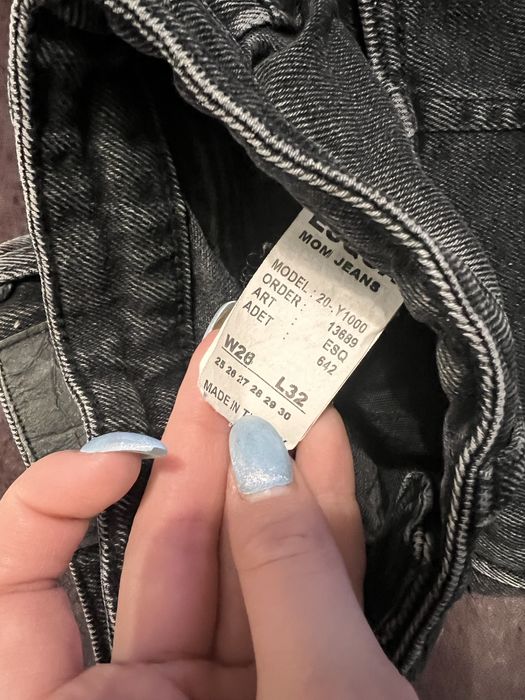 MOM JEANS
MODEL : 20-Y1000
ORDER : 13689
ART : ESQ
ADET : 642
W26 L32
25 26 27 28 29 30
MADE IN